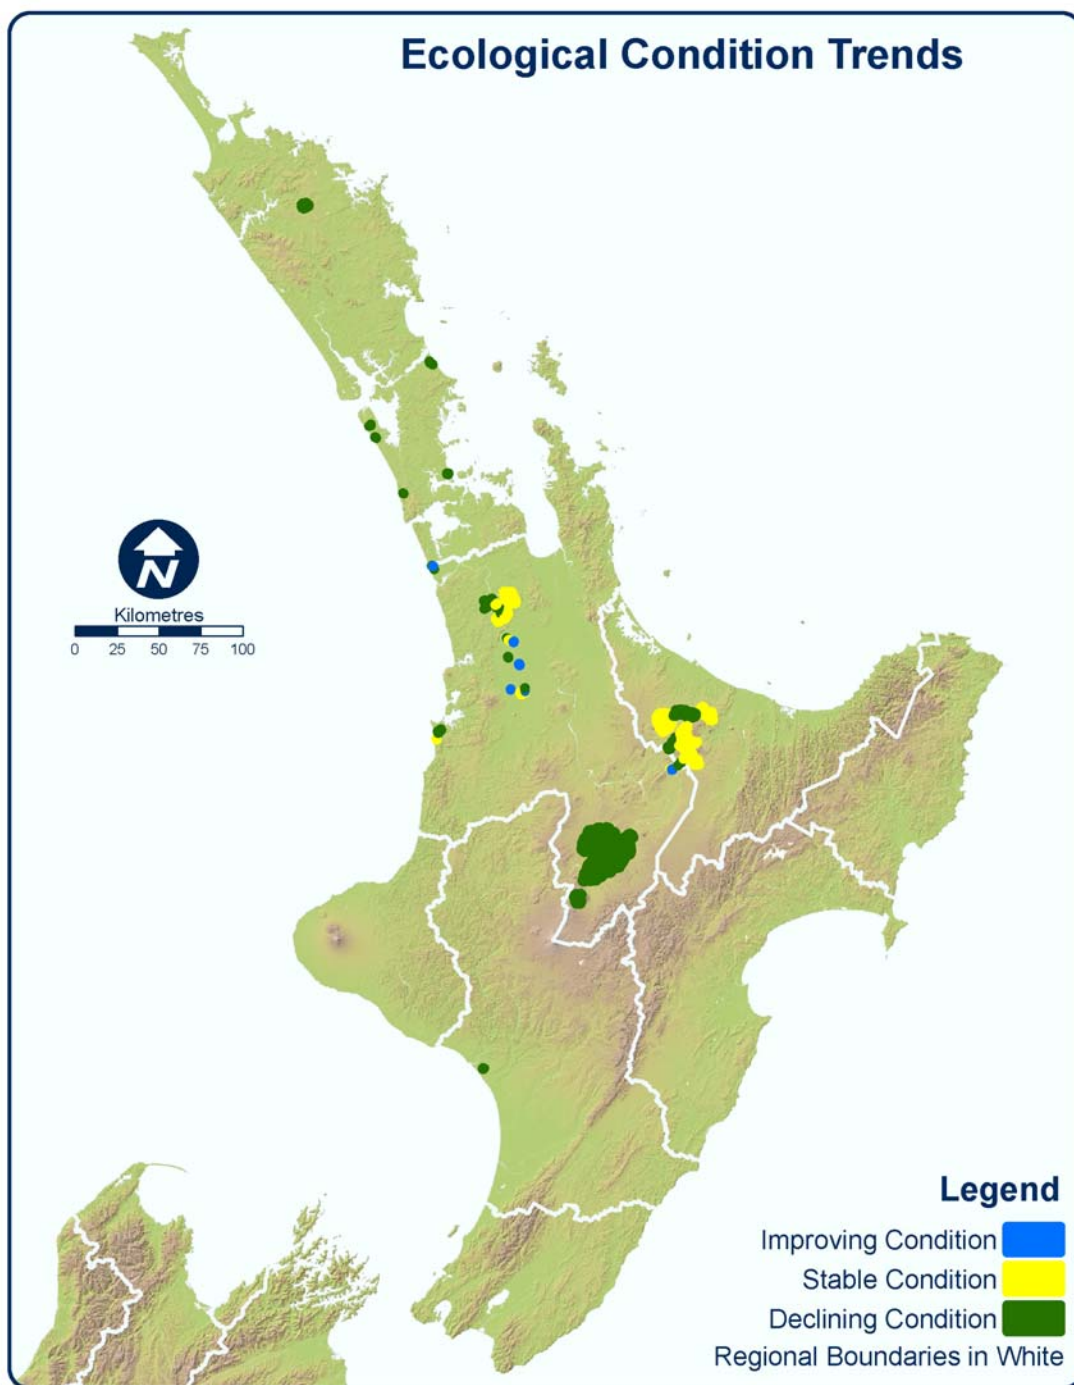 Ecological Condition Trends
N
Kilometres
0 25 50 75 100
Legend
Improving Condition
Stable Condition
Declining Condition
Regional Boundaries in White